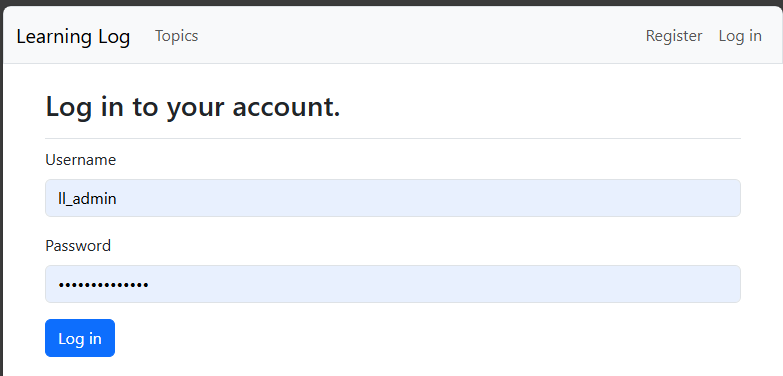 Learning Log Topics Register Log in
Log in to your account.
Username
ll_admin
Password
••••••••••••••
Log in